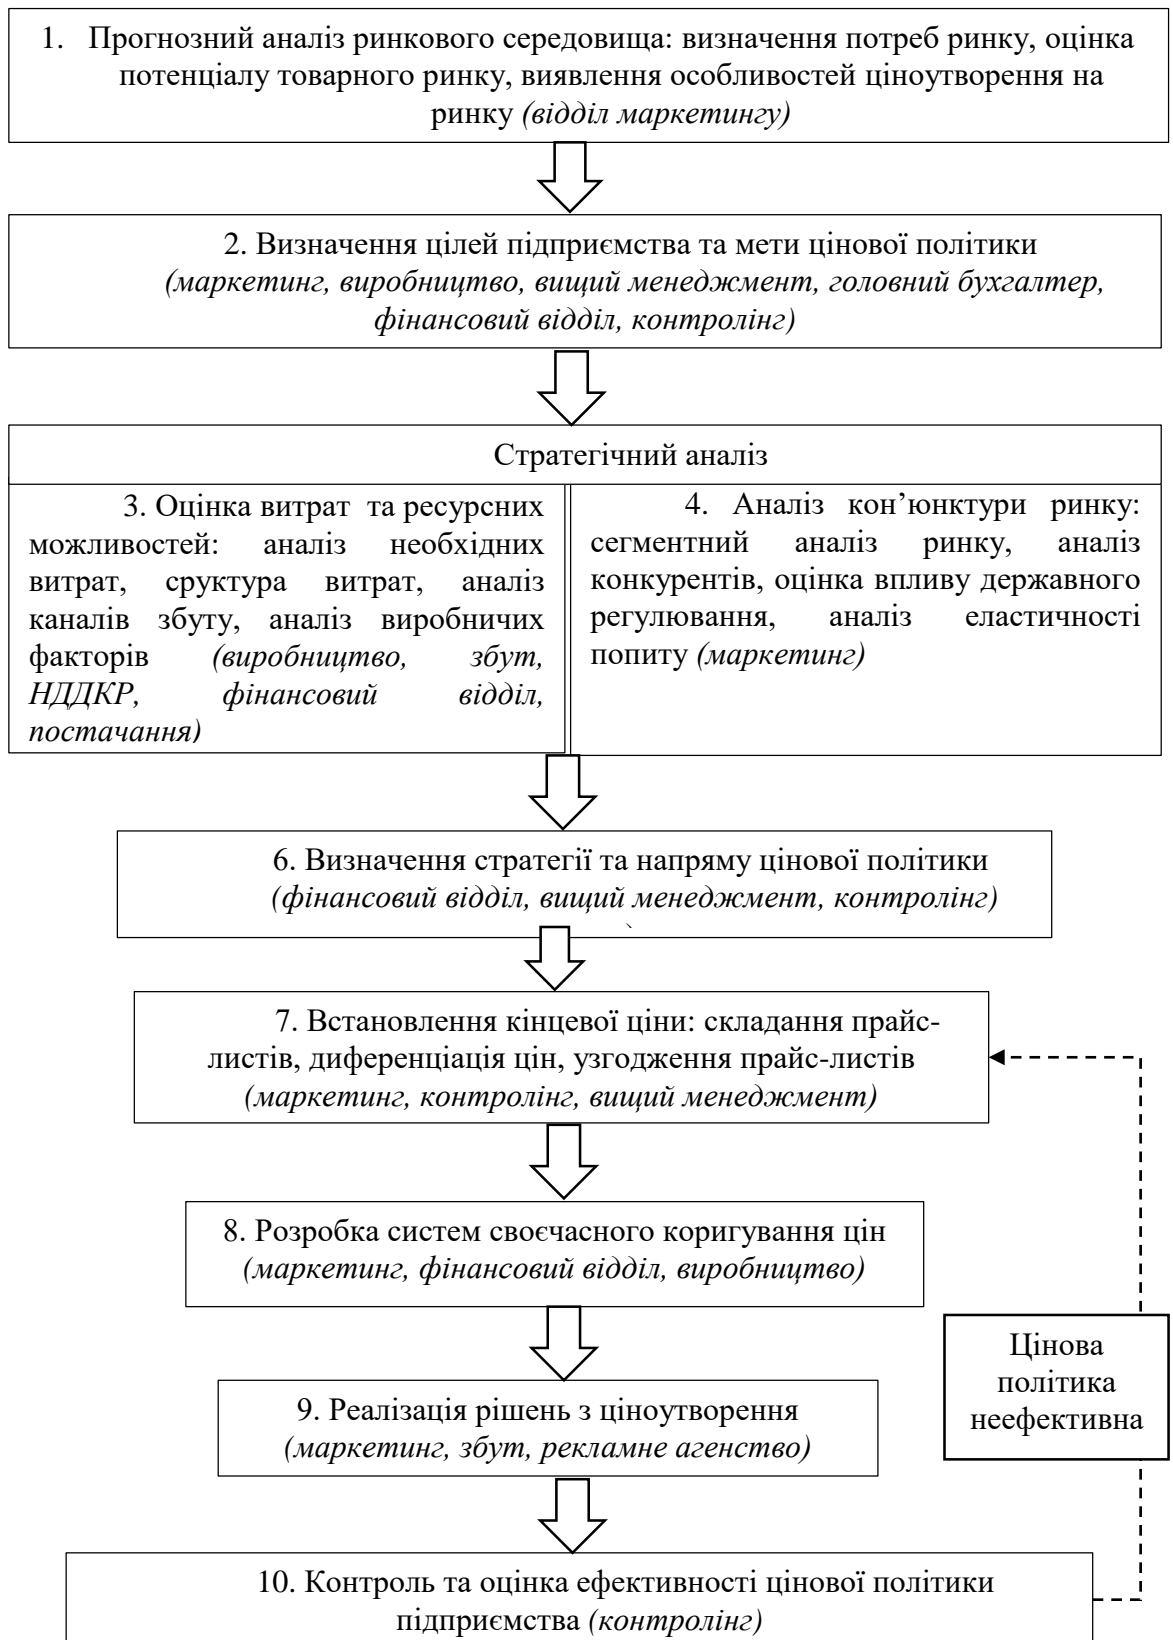 1. Прогнозний аналіз ринкового середовища: визначення потреб ринку, оцінка
потенціалу товарного ринку, виявлення особливостей ціноутворення на
ринку (відділ маркетингу)
2. Визначення цілей підприємства та мети цінової політики
(маркетинг, виробництво, вищий менеджмент, головний бухгалтер,
фінансовий відділ, контролінг)
Стратегічний аналіз
3. Оцінка витрат та ресурсних
можливостей: аналіз необхідних
витрат, сруктура витрат, аналіз
каналів збуту, аналіз виробничих
факторів (виробництво, збут,
НДДКР, фінансовий відділ,
постачання)
4. Аналіз кон’юнктури ринку:
сегментний аналіз ринку, аналіз
конкурентів, оцінка впливу державного
регулювання, аналіз еластичності
попиту (маркетинг)
6. Визначення стратегії та напряму цінової політики
(фінансовий відділ, вищий менеджмент, контролінг)
7. Встановлення кінцевої ціни: складання прайс-
листів, диференціація цін, узгодження прайс-листів
(маркетинг, контролінг, вищий менеджмент)
8. Розробка систем своєчасного коригування цін
(маркетинг, фінансовий відділ, виробництво)
Цінова
політика
неефективна
9. Реалізація рішень з ціноутворення
(маркетинг, збут, рекламне агенство)
10. Контроль та оцінка ефективності цінової політики
підприємства (контролінг)